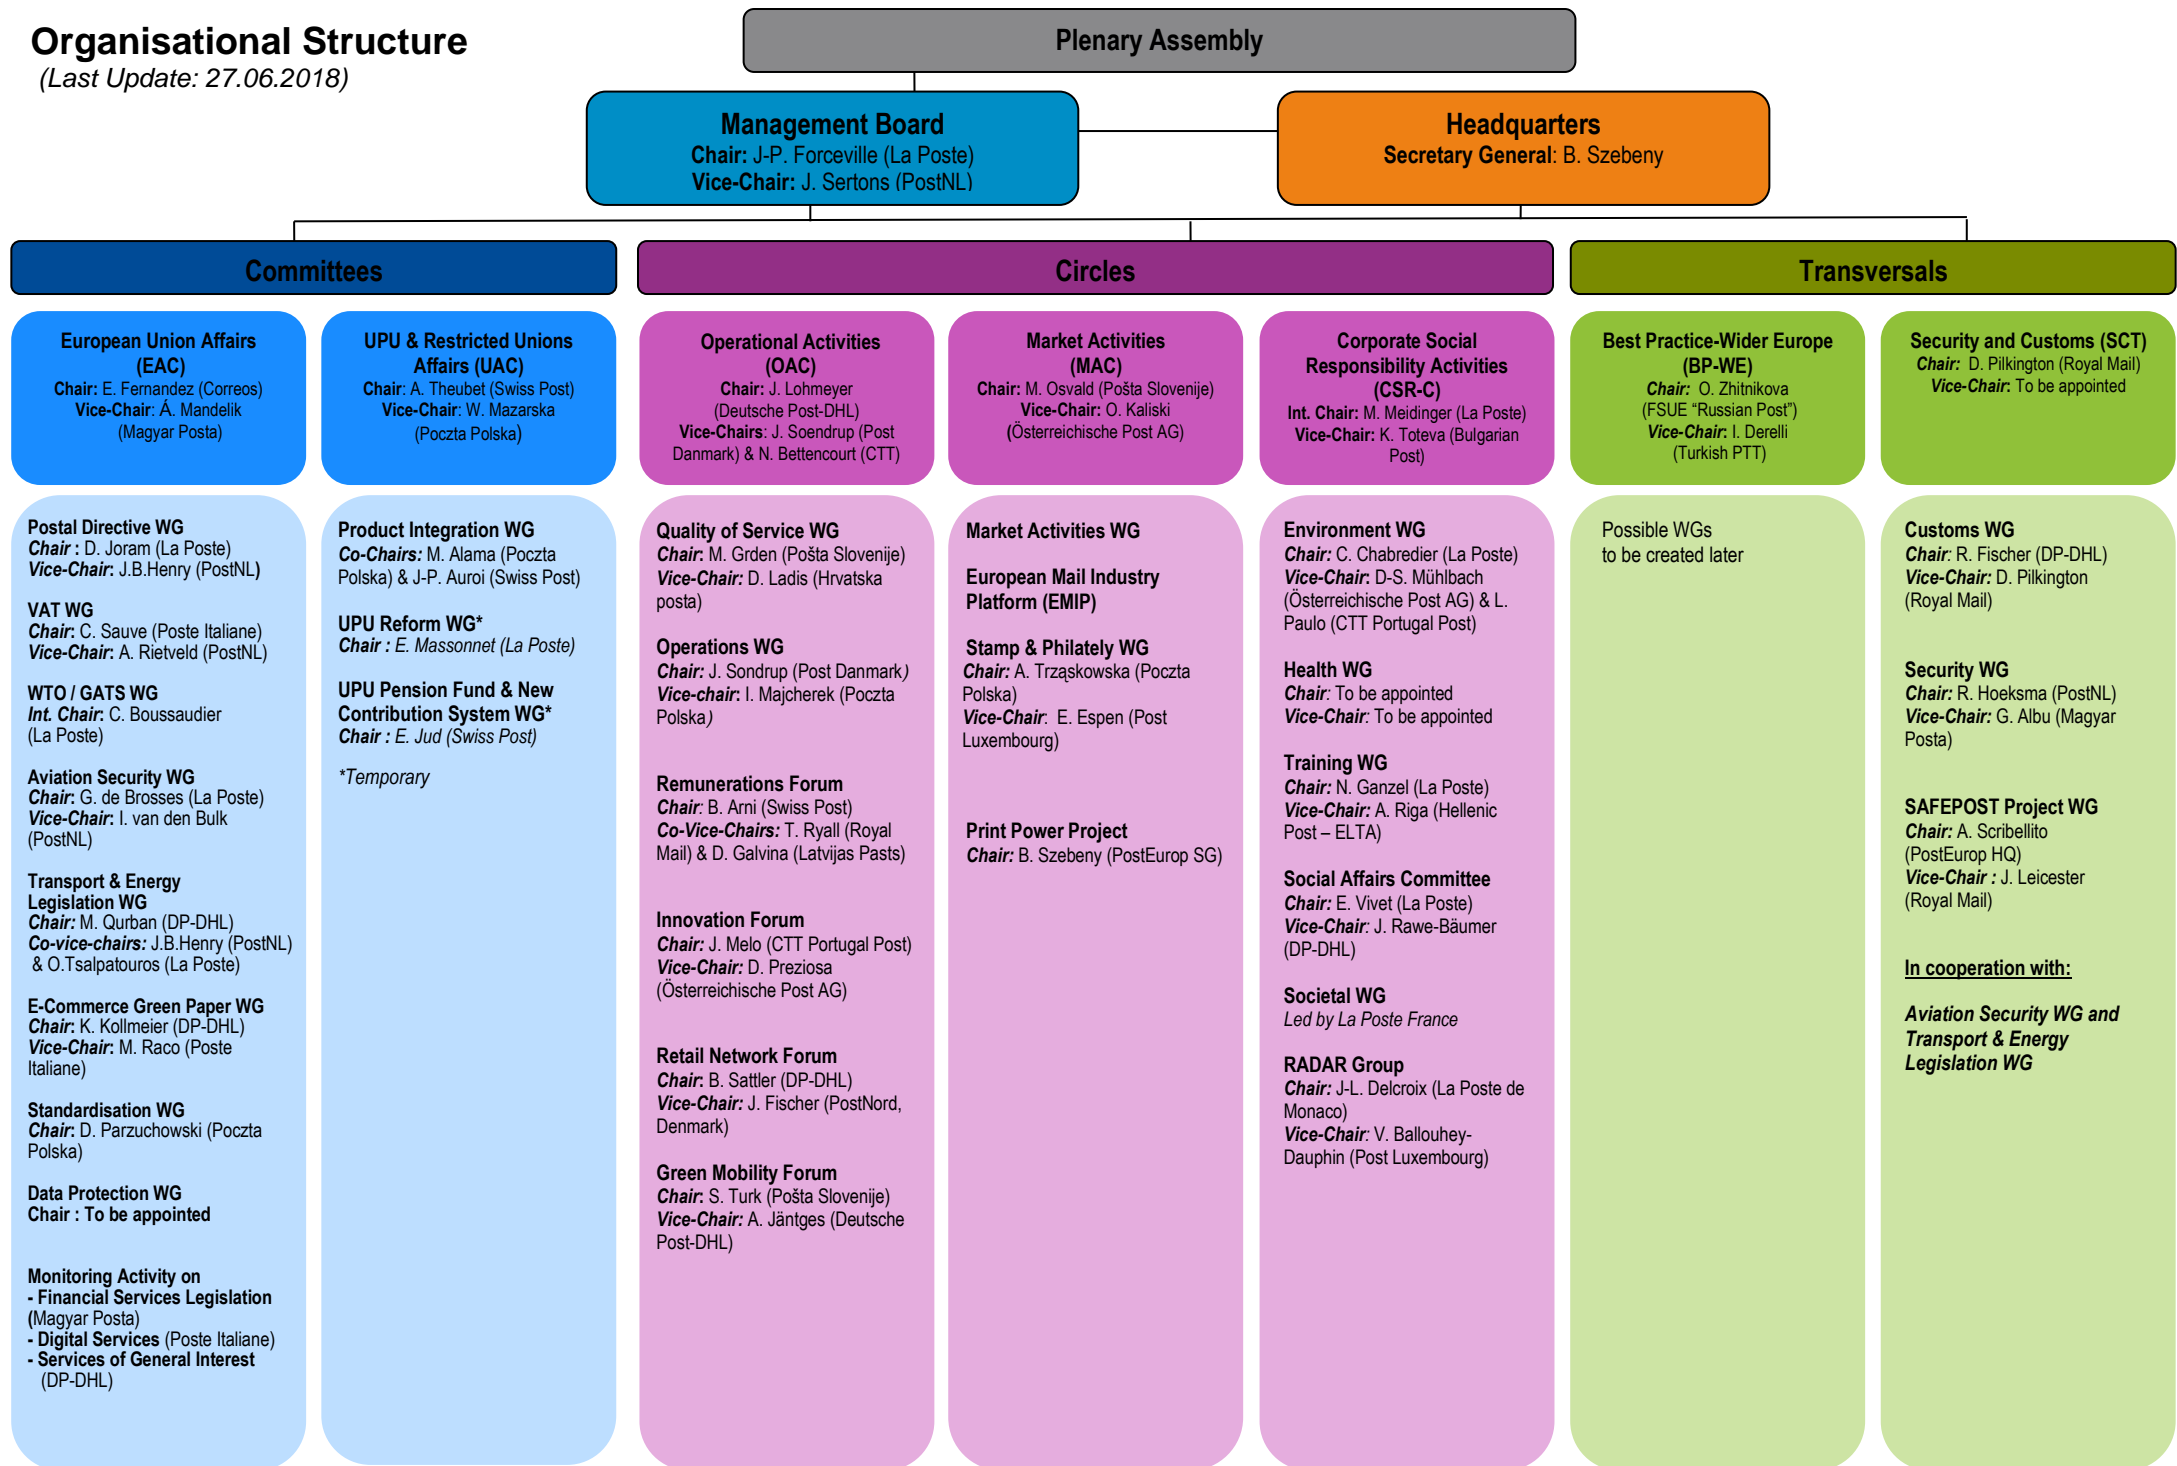 Organisational Structure
(Last Update: 27.06.2018)
Plenary Assembly
Management Board
Chair: J-P. Forceville (La Poste)
Vice-Chair: J. Sertons (PostNL)
Headquarters
Secretary General: B. Szebeny
Committees
Circles
Transversals
European Union Affairs
(EAC)
Chair: E. Fernandez (Correos)
Vice-Chair: Á. Mandelik
(Magyar Posta)
UPU & Restricted Unions
Affairs (UAC)
Chair: A. Theubet (Swiss Post)
Vice-Chair: W. Mazarska
(Poczta Polska)
Operational Activities
(OAC)
Chair: J. Lohmeyer
(Deutsche Post-DHL)
Vice-Chairs: J. Soendrup (Post
Danmark) & N. Bettencourt (CTT)
Market Activities
(MAC)
Chair: M. Osvald (Pošta Slovenije)
Vice-Chair: O. Kaliski
(Österreichische Post AG)
Corporate Social
Responsibility Activities
(CSR-C)
Int. Chair: M. Meidinger (La Poste)
Vice-Chair: K. Toteva (Bulgarian
Post)
Best Practice-Wider Europe
(BP-WE)
Chair: O. Zhitnikova
(FSUE “Russian Post”)
Vice-Chair: I. Derelli
(Turkish PTT)
Security and Customs (SCT)
Chair: D. Pilkington (Royal Mail)
Vice-Chair: To be appointed
Postal Directive WG
Chair : D. Joram (La Poste)
Vice-Chair: J.B.Henry (PostNL)
VAT WG
Chair: C. Sauve (Poste Italiane)
Vice-Chair: A. Rietveld (PostNL)
WTO / GATS WG
Int. Chair: C. Boussaudier
(La Poste)
Aviation Security WG
Chair: G. de Brosses (La Poste)
Vice-Chair: I. van den Bulk
(PostNL)
Transport & Energy
Legislation WG
Chair: M. Qurban (DP-DHL)
Co-vice-chairs: J.B.Henry (PostNL)
& O.Tsalpatouros (La Poste)
E-Commerce Green Paper WG
Chair: K. Kollmeier (DP-DHL)
Vice-Chair: M. Raco (Poste
Italiane)
Standardisation WG
Chair: D. Parzuchowski (Poczta
Polska)
Data Protection WG
Chair : To be appointed
Monitoring Activity on
- Financial Services Legislation
(Magyar Posta)
- Digital Services (Poste Italiane)
- Services of General Interest
(DP-DHL)
Product Integration WG
Co-Chairs: M. Alama (Poczta
Polska) & J-P. Auroi (Swiss Post)
UPU Reform WG*
Chair : E. Massonnet (La Poste)
UPU Pension Fund & New
Contribution System WG*
Chair : E. Jud (Swiss Post)
*Temporary
Quality of Service WG
Chair: M. Grden (Pošta Slovenije)
Vice-Chair: D. Ladis (Hrvatska
posta)
Operations WG
Chair: J. Sondrup (Post Danmark)
Vice-chair: I. Majcherek (Poczta
Polska)
Remunerations Forum
Chair: B. Arni (Swiss Post)
Co-Vice-Chairs: T. Ryall (Royal
Mail) & D. Galvina (Latvijas Pasts)
Innovation Forum
Chair: J. Melo (CTT Portugal Post)
Vice-Chair: D. Preziosa
(Österreichische Post AG)
Retail Network Forum
Chair: B. Sattler (DP-DHL)
Vice-Chair: J. Fischer (PostNord,
Denmark)
Green Mobility Forum
Chair: S. Turk (Pošta Slovenije)
Vice-Chair: A. Jäntges (Deutsche
Post-DHL)
Market Activities WG
European Mail Industry
Platform (EMIP)
Stamp & Philately WG
Chair: A. Trząskowska (Poczta
Polska)
Vice-Chair: E. Espen (Post
Luxembourg)
Print Power Project
Chair: B. Szebeny (PostEurop SG)
Environment WG
Chair: C. Chabredier (La Poste)
Vice-Chair: D-S. Mühlbach
(Österreichische Post AG) & L.
Paulo (CTT Portugal Post)
Health WG
Chair: To be appointed
Vice-Chair: To be appointed
Training WG
Chair: N. Ganzel (La Poste)
Vice-Chair: A. Riga (Hellenic
Post – ELTA)
Social Affairs Committee
Chair: E. Vivet (La Poste)
Vice-Chair: J. Rawe-Bäumer
(DP-DHL)
Societal WG
Led by La Poste France
RADAR Group
Chair: J-L. Delcroix (La Poste de
Monaco)
Vice-Chair: V. Ballouhey-
Dauphin (Post Luxembourg)
Possible WGs
to be created later
Customs WG
Chair: R. Fischer (DP-DHL)
Vice-Chair: D. Pilkington
(Royal Mail)
Security WG
Chair: R. Hoeksma (PostNL)
Vice-Chair: G. Albu (Magyar
Posta)
SAFEPOST Project WG
Chair: A. Scribellito
(PostEurop HQ)
Vice-Chair : J. Leicester
(Royal Mail)
In cooperation with:
Aviation Security WG and
Transport & Energy
Legislation WG